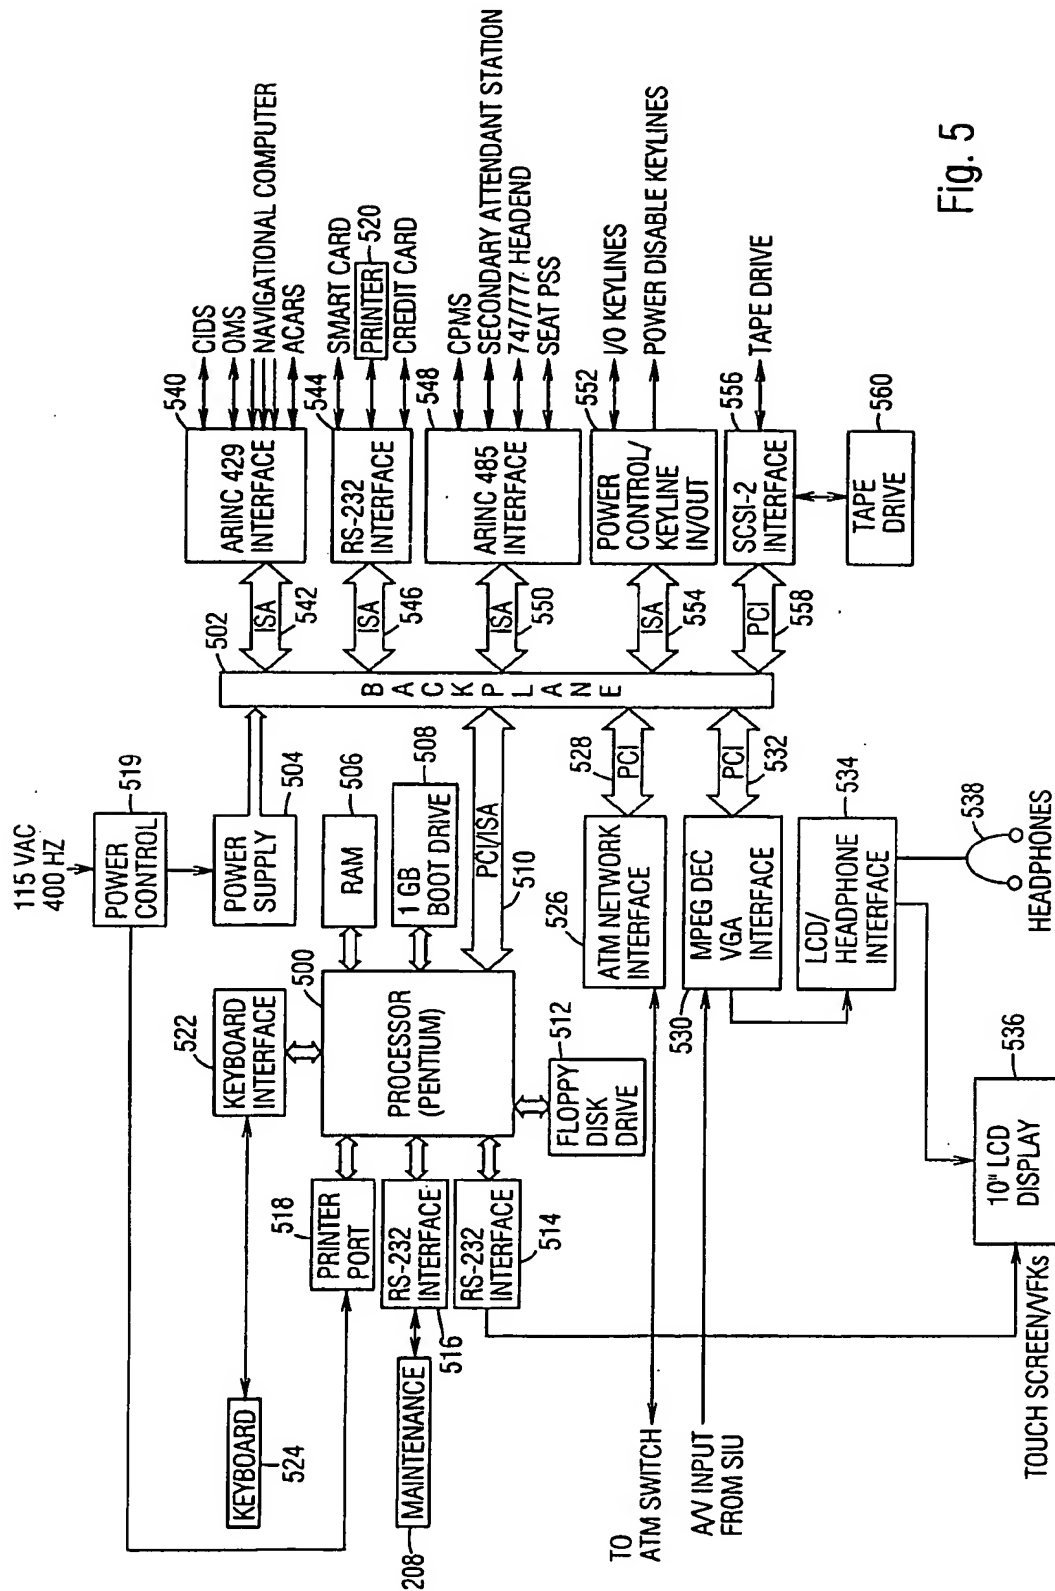 115 VAC
400 HZ
519
POWER
CONTROL
504
POWER
SUPPLY
502
BACKPLANE
522
KEYBOARD
INTERFACE
KEYBOARD
524
500
PROCESSOR
(PENTIUM)
506
RAM
508
1 GB
BOOT DRIVE
PCI/ISA
510
518
PRINTER
PORT
208
MAINTENANCE
RS-232
INTERFACE
516
RS-232
INTERFACE
514
512
FLOPPY
DISK
DRIVE
540
ARINC 429
INTERFACE
CIDS
OMS
NAVIGATIONAL COMPUTER
ACARS
ISA
542
544
RS-232
INTERFACE
SMART CARD
PRINTER
520
CREDIT CARD
ISA
546
548
ARINC 485
INTERFACE
CPMS
SECONDARY ATTENDANT STATION
747/777 HEADEND
SEAT PSS
ISA
550
552
POWER
CONTROL/
KEYLINE
IN/OUT
I/O KEYLINES
POWER DISABLE KEYLINES
ISA
554
556
SCSI-2
INTERFACE
TAPE DRIVE
PCI
558
560
TAPE
DRIVE
TO
ATM SWITCH
526
ATM NETWORK
INTERFACE
528
PCI
A/V INPUT
FROM SIU
530
MPEG DEC
VGA
INTERFACE
PCI
532
534
LCD/
HEADPHONE
INTERFACE
538
HEADPHONES
536
10" LCD
DISPLAY
TOUCH SCREEN/VFKs
Fig. 5